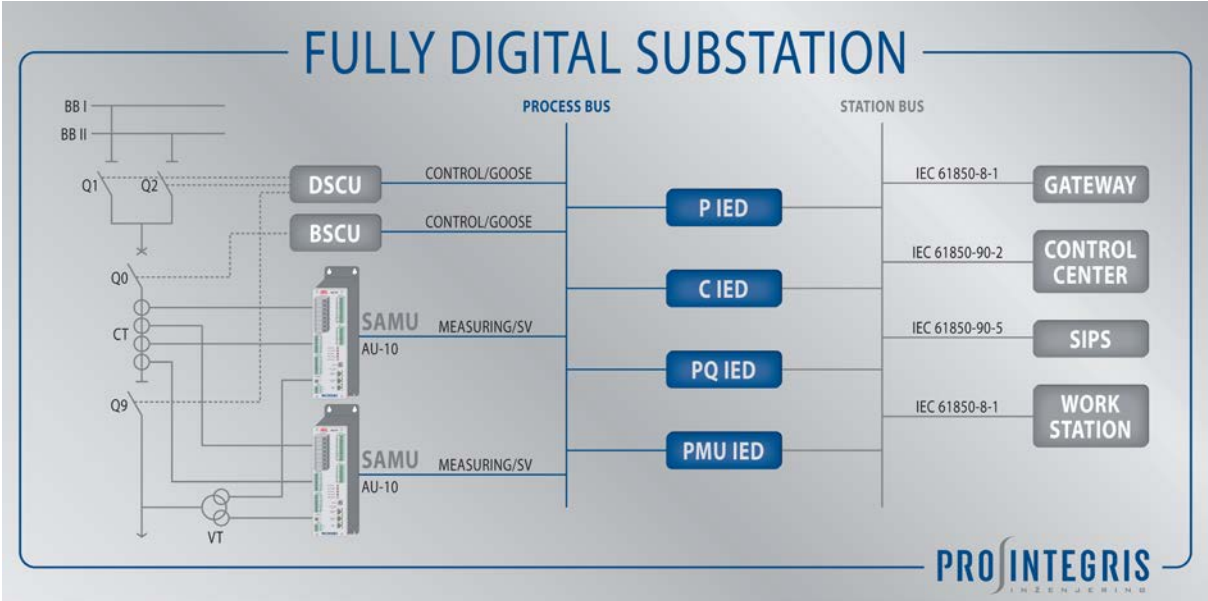 FULLY DIGITAL SUBSTATION
PROCESS BUS
STATION BUS
BB I
BB II
Q1
Q2
DSCU
CONTROL/GOOSE
BSCU
CONTROL/GOOSE
Q0
CT
SAMU
AU-10
MEASURING/SV
Q9
SAMU
AU-10
MEASURING/SV
VT
P IED
C IED
PQ IED
PMU IED
IEC 61850-8-1
GATEWAY
IEC 61850-90-2
CONTROL
CENTER
IEC 61850-90-5
SIPS
IEC 61850-8-1
WORK
STATION
PRO INTEGRIS
INZENJERING